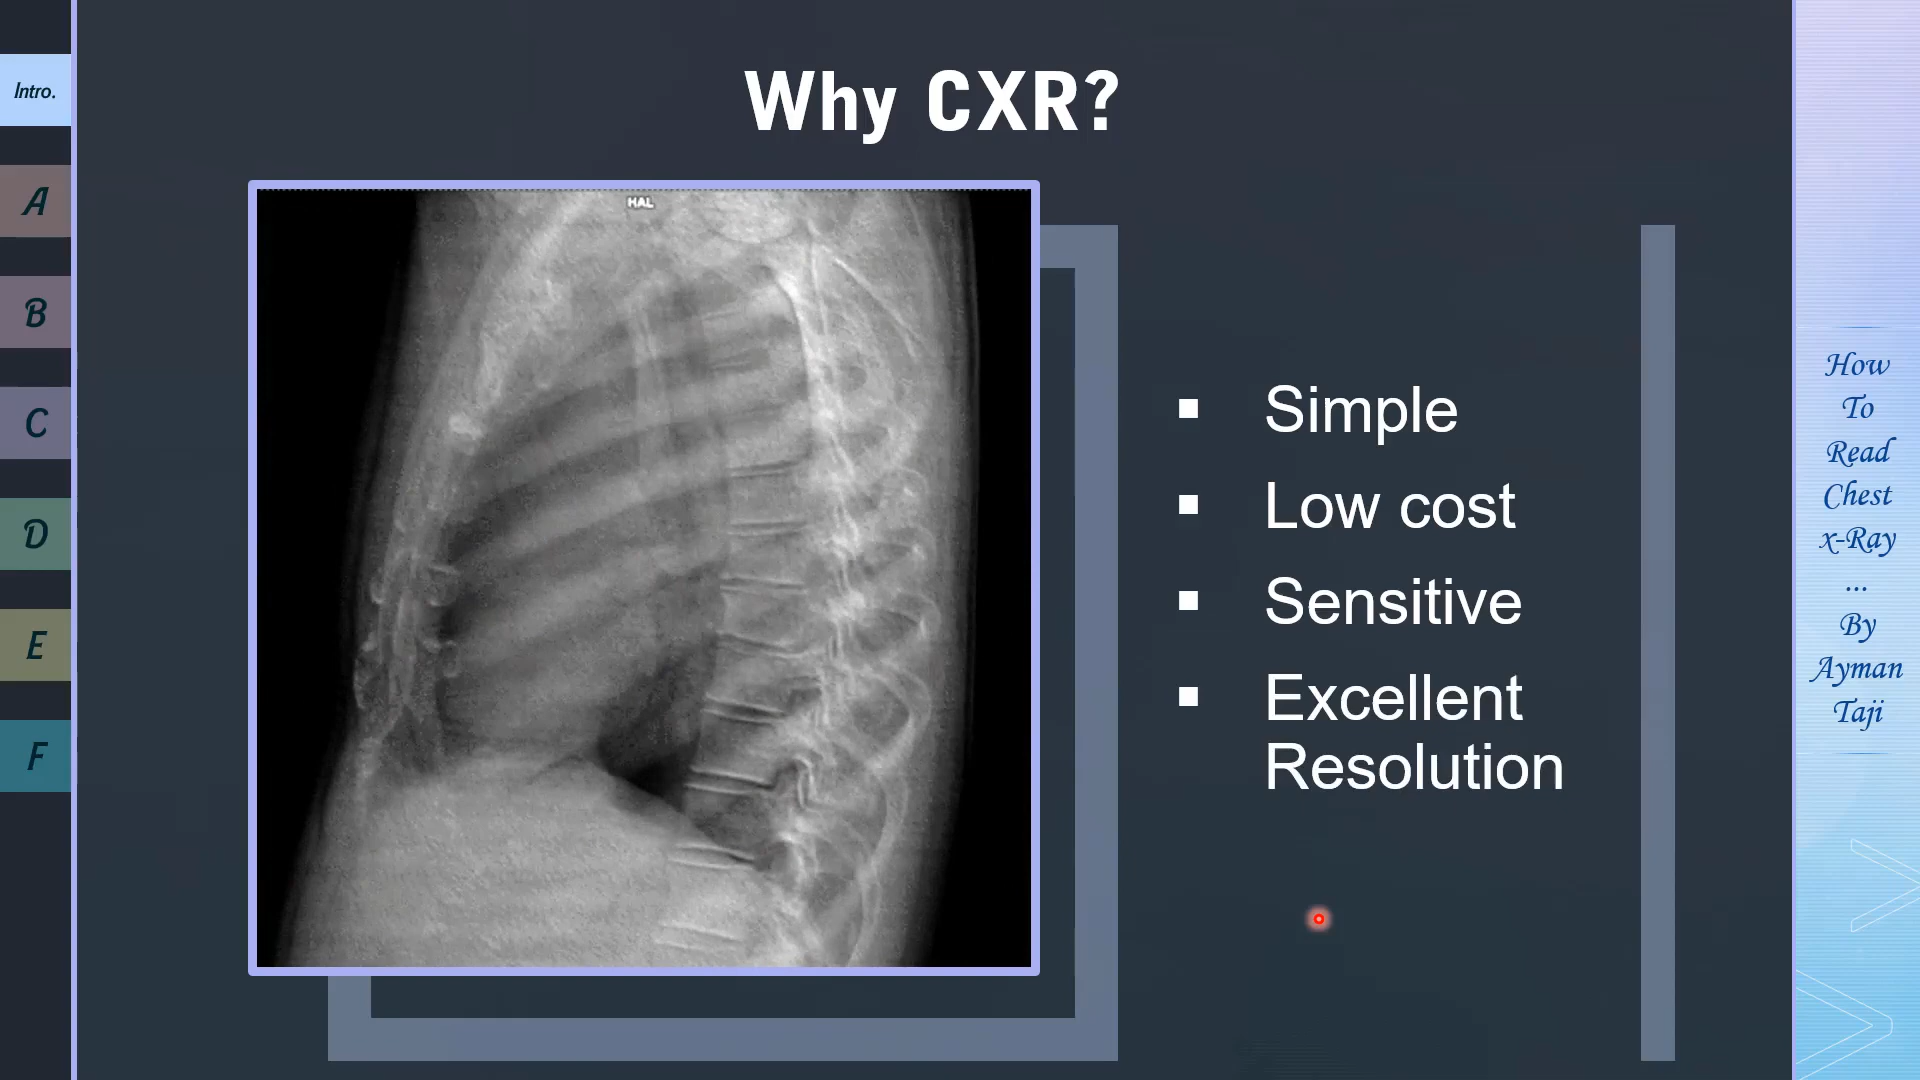 Why CXR?
Intro.
A
B
C
D
E
F
HAL
Simple
Low cost
Sensitive
Excellent
Resolution
How
To
Read
Chest
x-Ray
...
By
Ayman
Taji